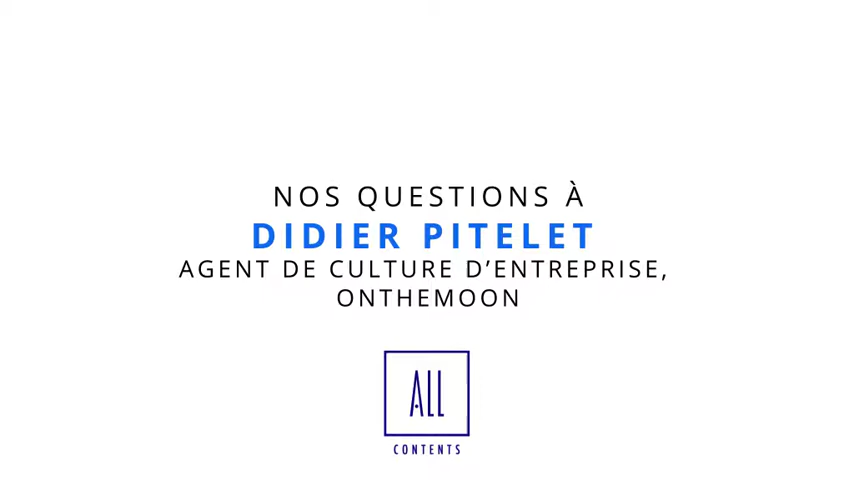 NOS QUESTIONS À
DIDIER PITELET
AGENT DE CULTURE D’ENTREPRISE,
ONTHEMOON
ALL
CONTENTS